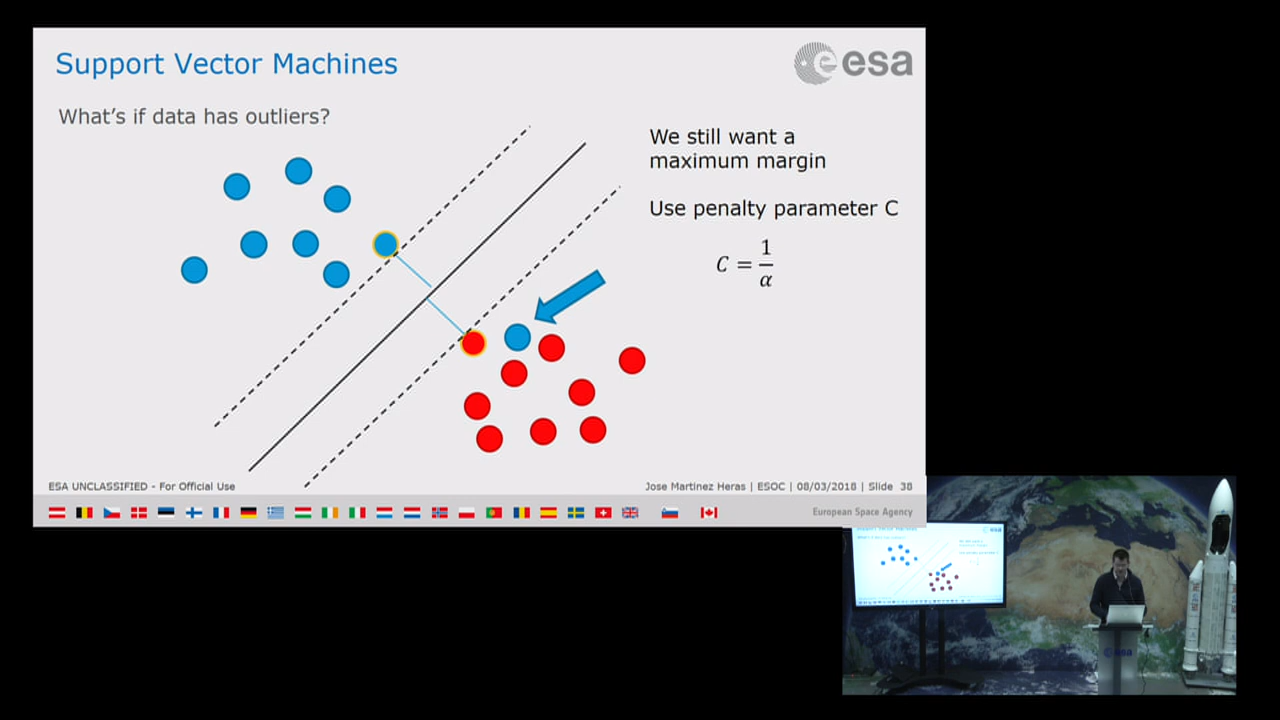 Support Vector Machines
esa
What's if data has outliers?
We still want a
maximum margin
Use penalty parameter C
C = 1/α
ESA UNCLASSIFIED - For Official Use
Jose Martinez Heras | ESOC | 08/03/2018 | Slide 38
European Space Agency
esa